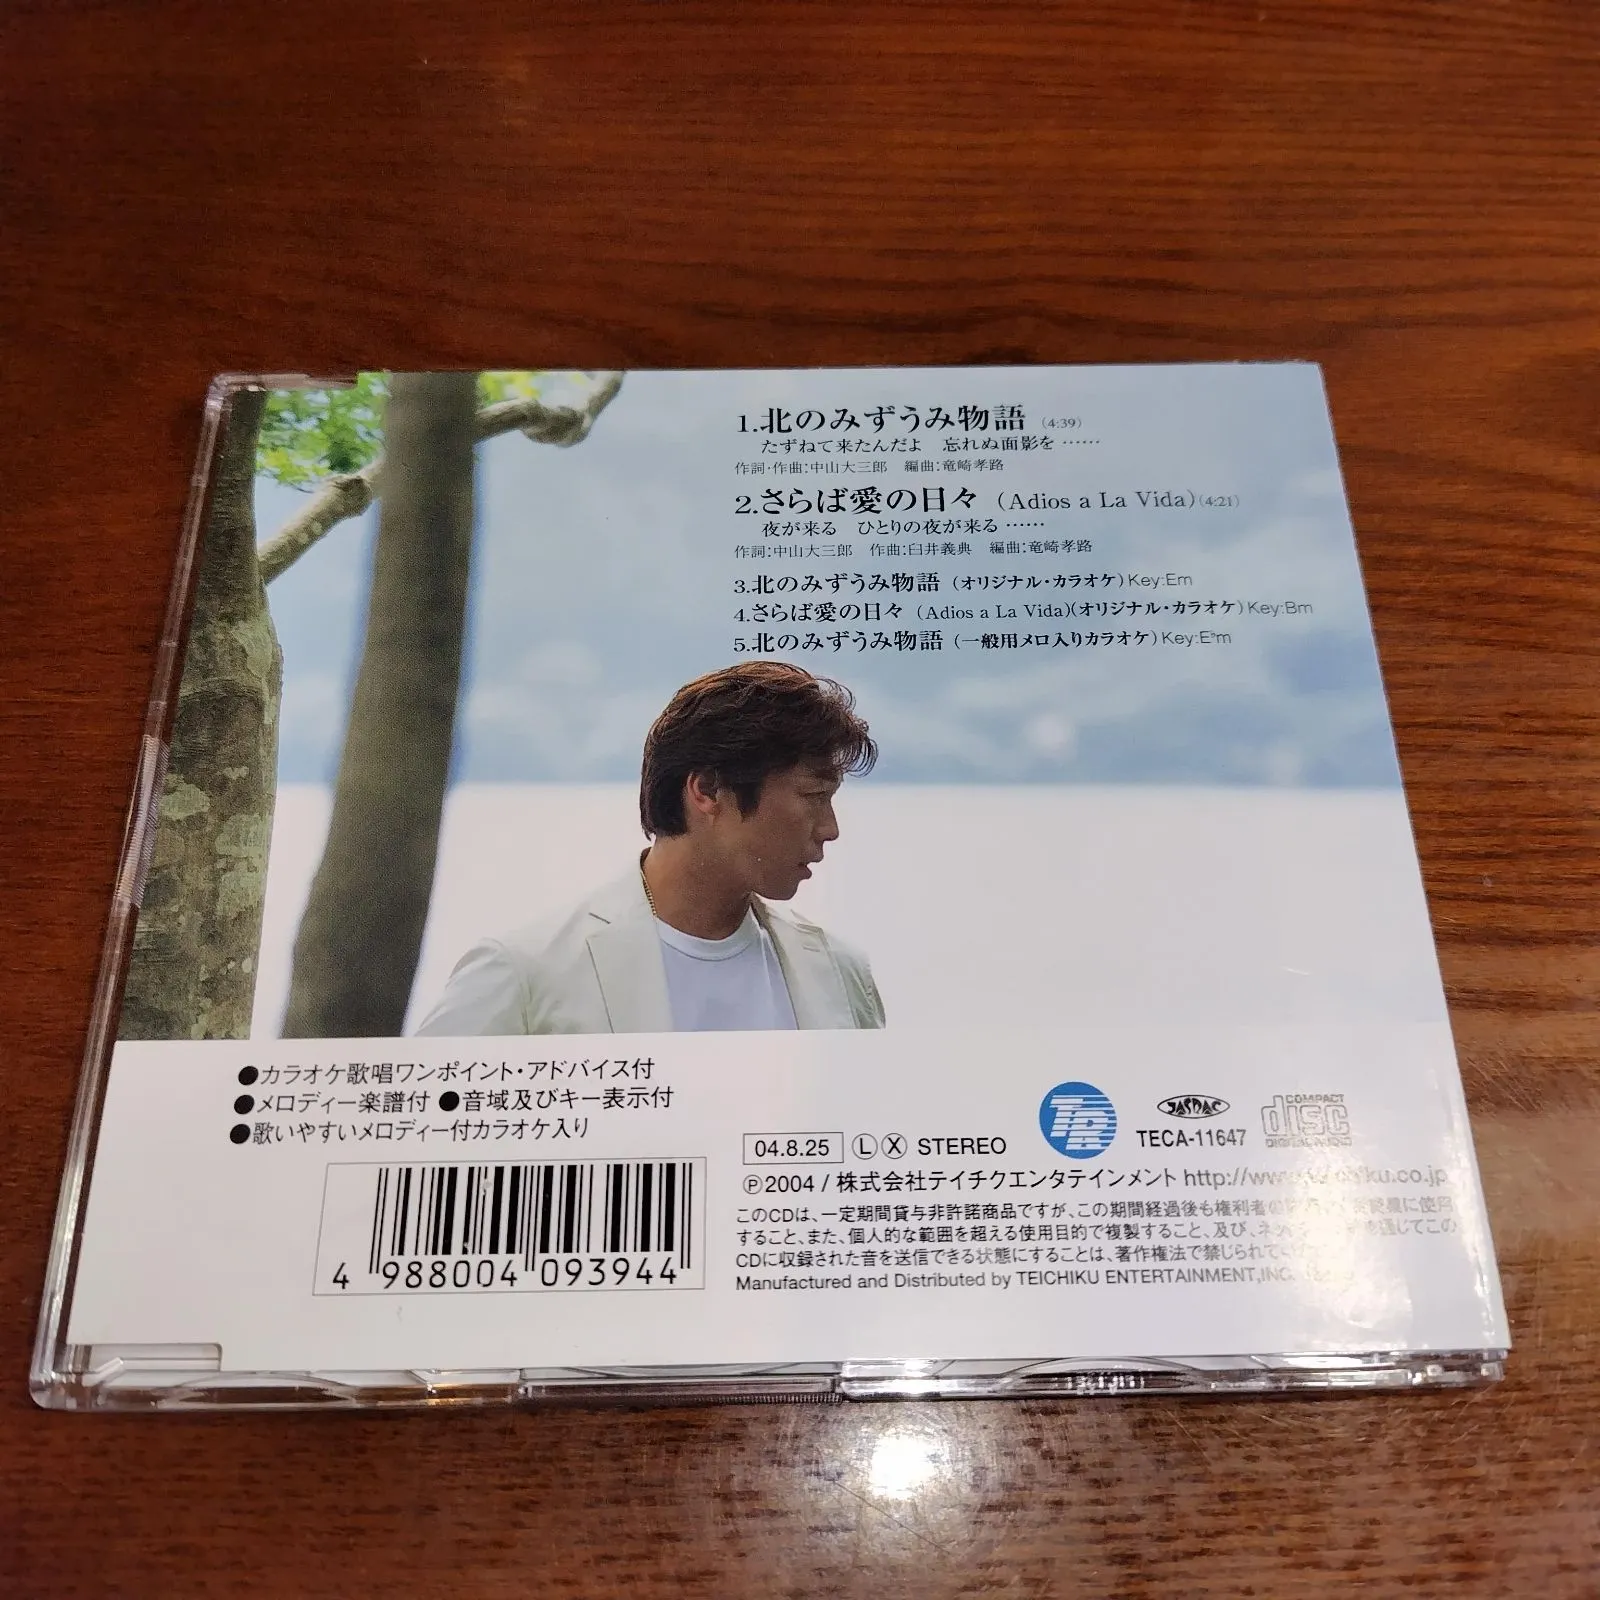 1.北のみずうみ物語 (4:39)
たずねて来たんだよ　忘れぬ面影を ……
作詞・作曲:中山大三郎　編曲:竜崎孝路
2.さらば愛の日々 (Adios a La Vida)(4:21)
夜が来る　ひとりの夜が来る ……
作詞:中山大三郎　作曲:臼井義典　編曲:竜崎孝路
3.北のみずうみ物語 (オリジナル・カラオケ) Key:Em
4.さらば愛の日々 (Adios a La Vida)(オリジナル・カラオケ) Key:Bm
5.北のみずうみ物語 (一般用メロ入りカラオケ) Key:E♭m
●カラオケ歌唱ワンポイント・アドバイス付
●メロディー楽譜付 ●音域及びキー表示付
●歌いやすいメロディー付カラオケ入り
4 988004 093944
JASRAC
TECA-11647
COMPACT
disc
DIGITAL AUDIO
04.8.25 Ⓛ Ⓧ STEREO
Ⓟ2004 / 株式会社テイチクエンタテインメント
このCDは、一定期間貸与非許諾商品ですが、この期間経過後も権利者の
に使用
すること、また、個人的な範囲を超える使用目的で複製すること、及び、
を通じてこの
CDに収録された音を送信できる状態にすることは、著作権法で禁じられて
Manufactured and Distributed by TEICHIKU ENTERTAINMENT,INC.